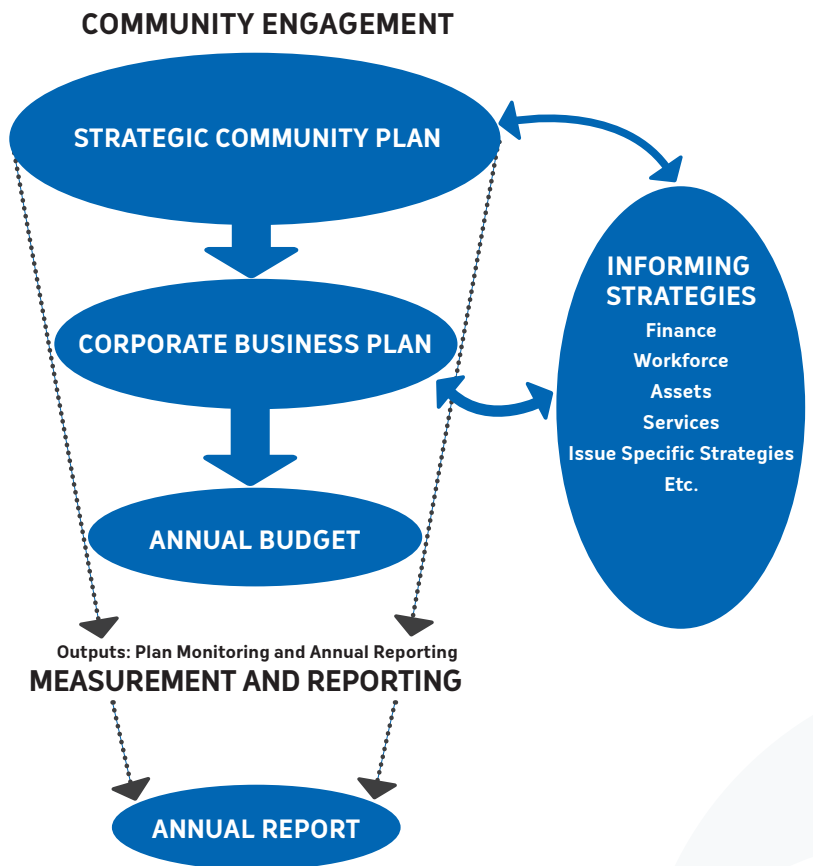 COMMUNITY ENGAGEMENT
STRATEGIC COMMUNITY PLAN
CORPORATE BUSINESS PLAN
ANNUAL BUDGET
INFORMING
STRATEGIES
Finance
Workforce
Assets
Services
Issue Specific Strategies
Etc.
Outputs: Plan Monitoring and Annual Reporting
MEASUREMENT AND REPORTING
ANNUAL REPORT